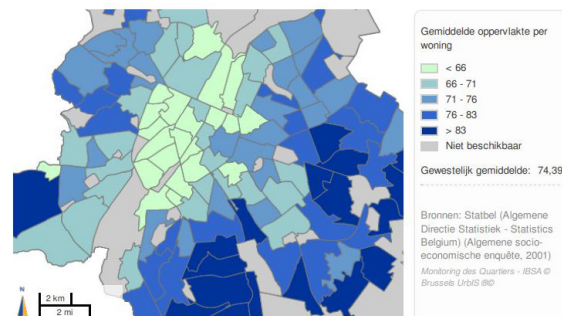 Gemiddelde oppervlakte per
woning
< 66
66 - 71
71 - 76
76 - 83
> 83
Niet beschikbaar
Gewestelijk gemiddelde: 74,39
Bronnen: Statbel (Algemene
Directie Statistiek - Statistics
Belgium) (Algemene socio-
economische enquête, 2001)
Monitoring des Quartiers - IBSA ©
Brussels UrbIS ®©
N
2 km
2 mi